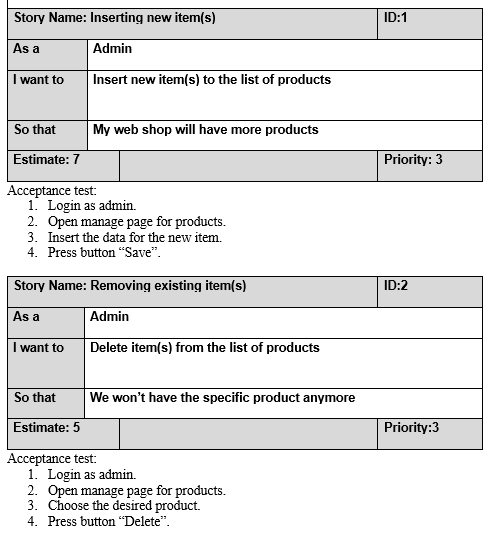 Story Name: Inserting new item(s) ID:1
As a Admin
I want to Insert new item(s) to the list of products
So that My web shop will have more products
Estimate: 7 Priority: 3
Acceptance test:
1. Login as admin.
2. Open manage page for products.
3. Insert the data for the new item.
4. Press button “Save”.
Story Name: Removing existing item(s) ID:2
As a Admin
I want to Delete item(s) from the list of products
So that We won’t have the specific product anymore
Estimate: 5 Priority:3
Acceptance test:
1. Login as admin.
2. Open manage page for products.
3. Choose the desired product.
4. Press button “Delete”.